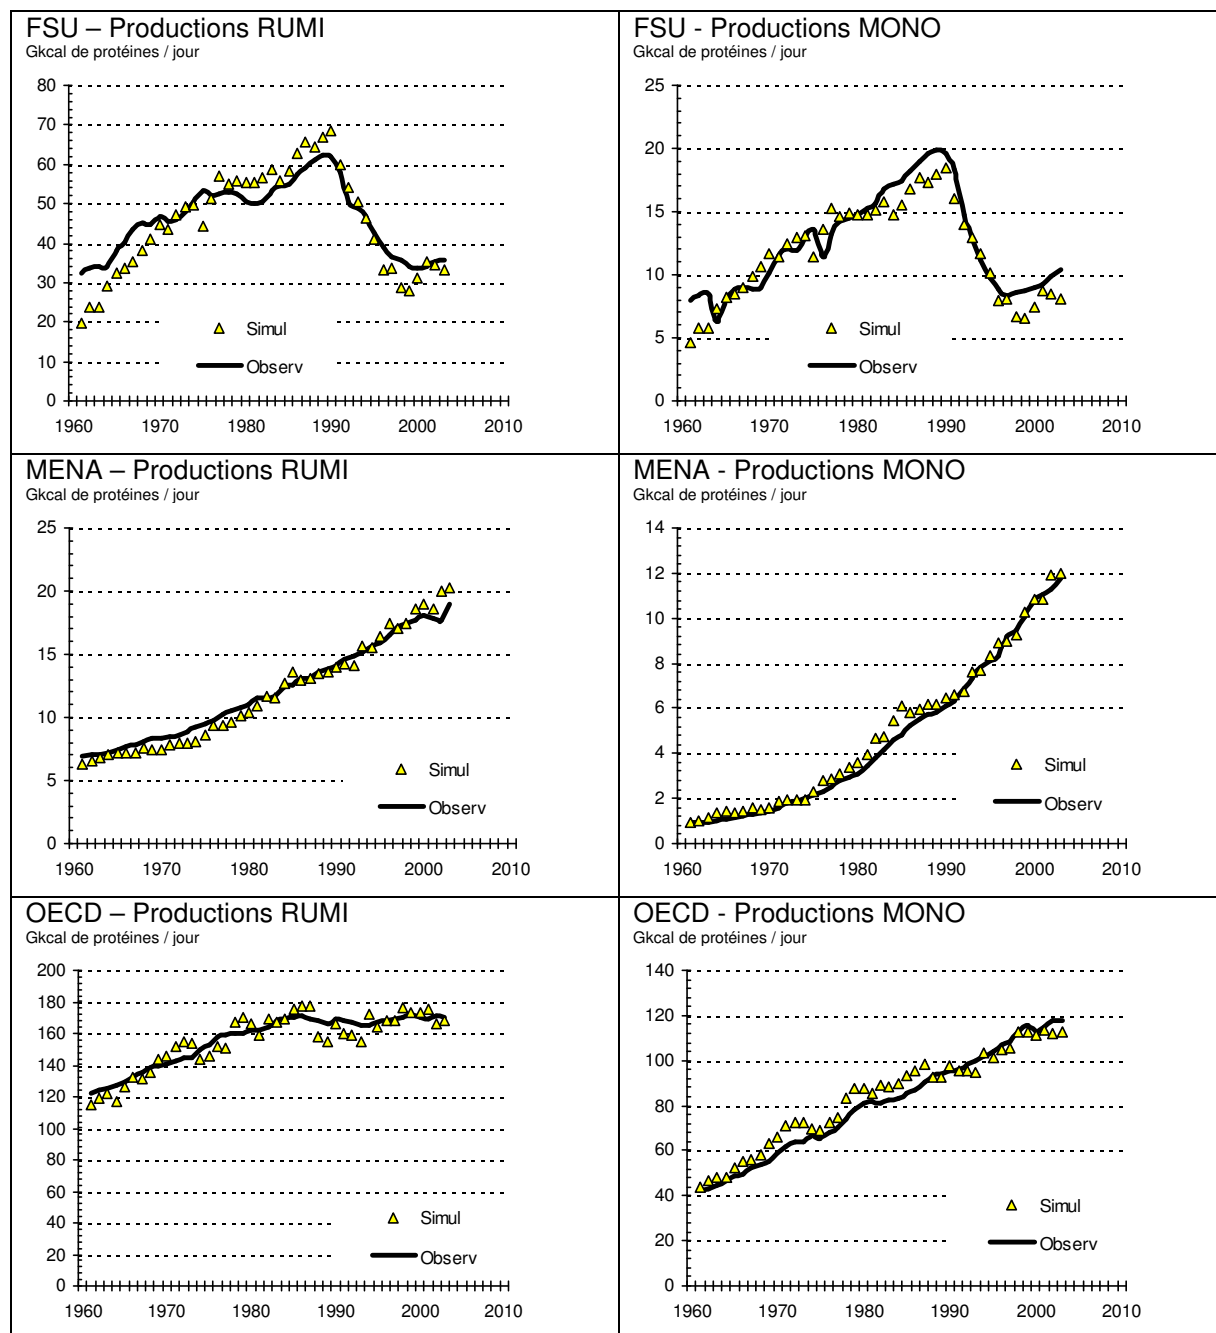 FSU – Productions RUMI
Gkcal de protéines / jour
80
70
60
50
40
30
20
10
0
1960 1970 1980 1990 2000 2010
Simul
Observ
FSU - Productions MONO
Gkcal de protéines / jour
25
20
15
10
5
0
1960 1970 1980 1990 2000 2010
Simul
Observ
MENA – Productions RUMI
Gkcal de protéines / jour
25
20
15
10
5
0
1960 1970 1980 1990 2000 2010
Simul
Observ
MENA - Productions MONO
Gkcal de protéines / jour
14
12
10
8
6
4
2
0
1960 1970 1980 1990 2000 2010
Simul
Observ
OECD – Productions RUMI
Gkcal de protéines / jour
200
180
160
140
120
100
80
60
40
20
0
1960 1970 1980 1990 2000 2010
Simul
Observ
OECD - Productions MONO
Gkcal de protéines / jour
140
120
100
80
60
40
20
0
1960 1970 1980 1990 2000 2010
Simul
Observ